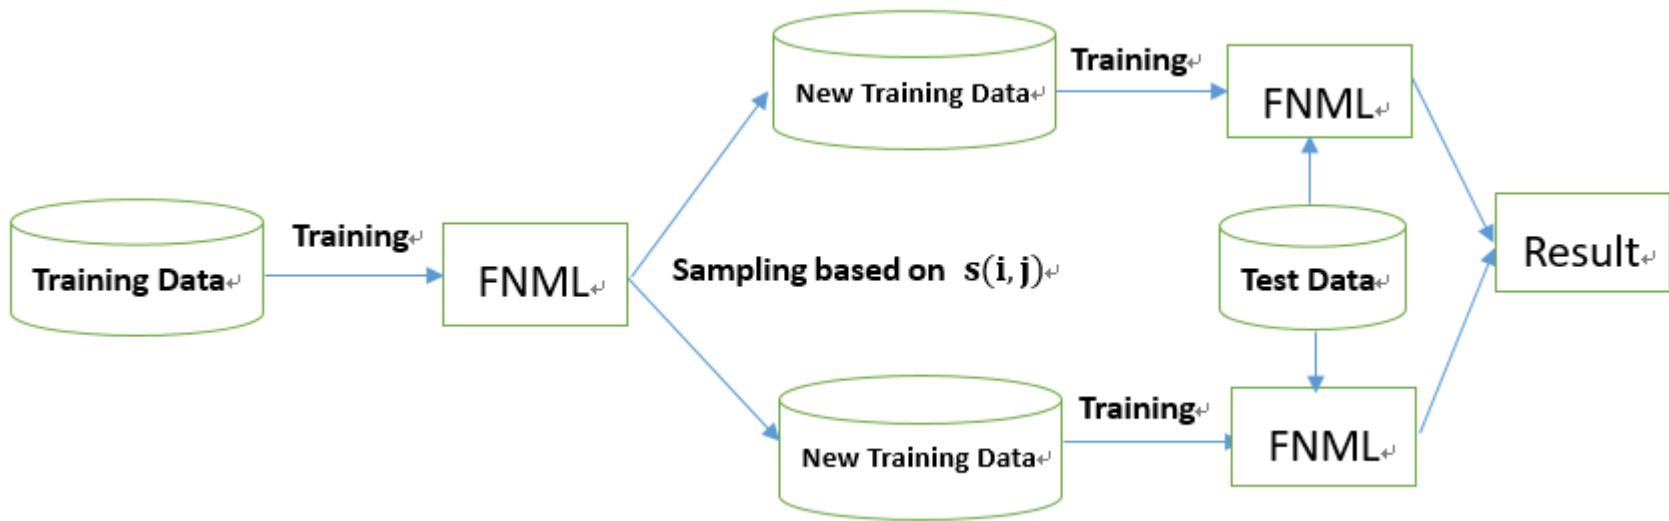 New Training Data↵
Training↵
FNML↵
Training Data↵
Training↵
FNML↵
Sampling based on s(i, j)↵
Test Data↵
Result↵
New Training Data↵
Training↵
FNML↵